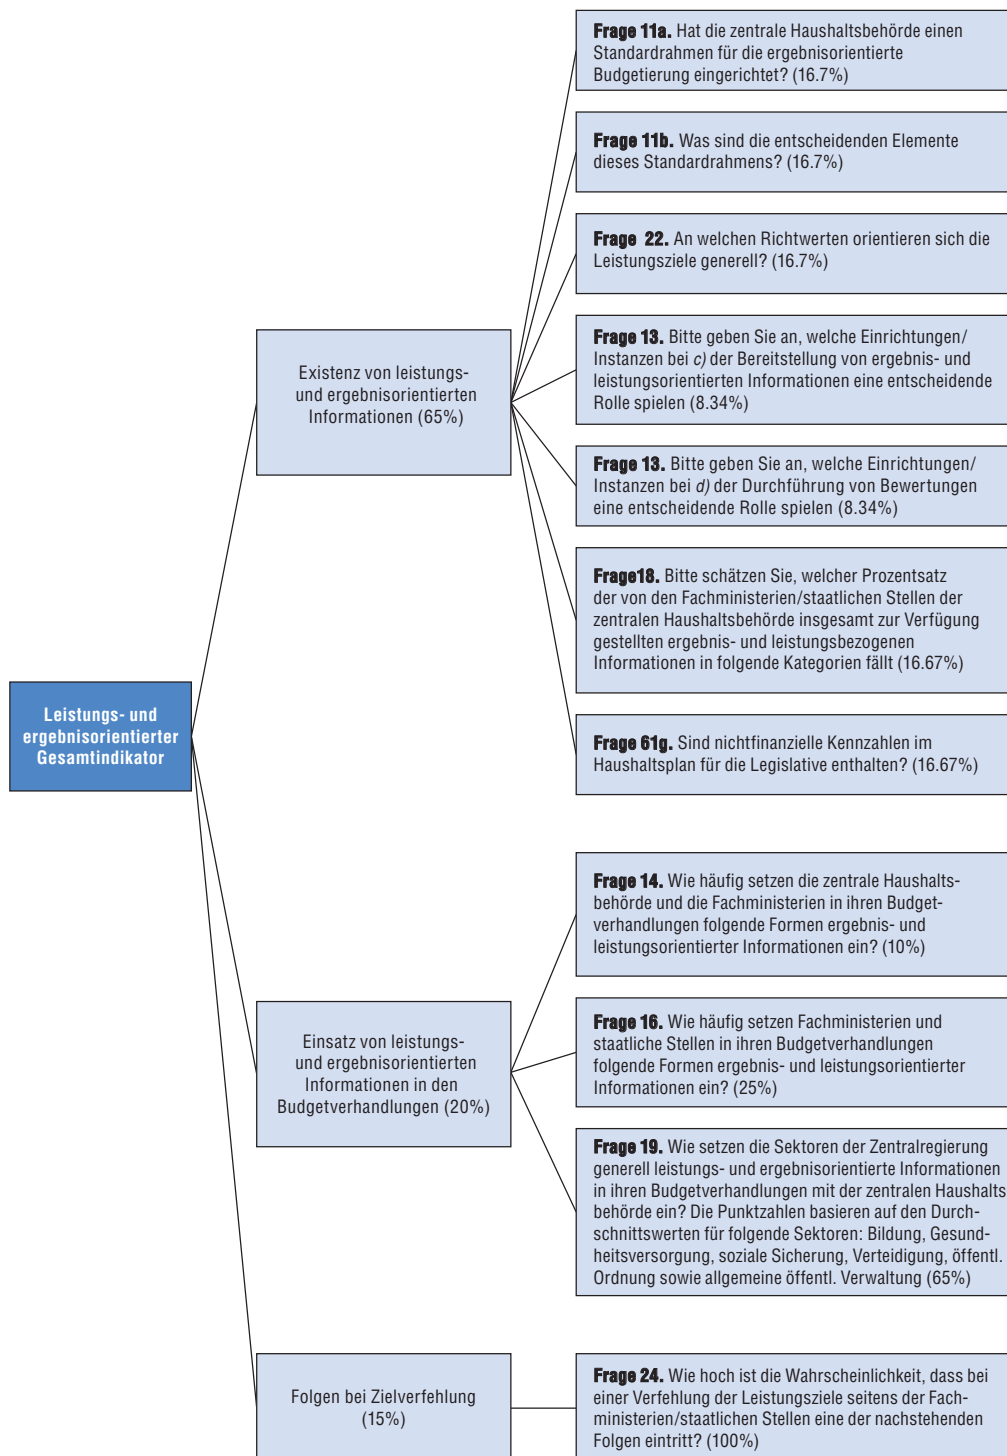 Frage 11a. Hat die zentrale Haushaltsbehörde einen
Standardrahmen für die ergebnisorientierte
Budgetierung eingerichtet? (16.7%)
Frage 11b. Was sind die entscheidenden Elemente
dieses Standardrahmens? (16.7%)
Frage 22. An welchen Richtwerten orientieren sich die
Leistungsziele generell? (16.7%)
Existenz von leistungs-
und ergebnisorientierten
Informationen (65%)
Frage 13. Bitte geben Sie an, welche Einrichtungen/
Instanzen bei c) der Bereitstellung von ergebnis- und
leistungsorientierten Informationen eine entscheidende
Rolle spielen (8.34%)
Frage 13. Bitte geben Sie an, welche Einrichtungen/
Instanzen bei d) der Durchführung von Bewertungen
eine entscheidende Rolle spielen (8.34%)
Frage18. Bitte schätzen Sie, welcher Prozentsatz
der von den Fachministerien/staatlichen Stellen der
zentralen Haushaltsbehörde insgesamt zur Verfügung
gestellten ergebnis- und leistungsbezogenen
Informationen in folgende Kategorien fällt (16.67%)
Leistungs- und
ergebnisorientierter
Gesamtindikator
Frage 61g. Sind nichtfinanzielle Kennzahlen im
Haushaltsplan für die Legislative enthalten? (16.67%)
Frage 14. Wie häufig setzen die zentrale Haushalts-
behörde und die Fachministerien in ihren Budget-
verhandlungen folgende Formen ergebnis- und
leistungsorientierter Informationen ein? (10%)
Einsatz von leistungs-
und ergebnisorientierten
Informationen in den
Budgetverhandlungen (20%)
Frage 16. Wie häufig setzen Fachministerien und
staatliche Stellen in ihren Budgetverhandlungen
folgende Formen ergebnis- und leistungsorientierter
Informationen ein? (25%)
Frage 19. Wie setzen die Sektoren der Zentralregierung
generell leistungs- und ergebnisorientierte Informationen
in ihren Budgetverhandlungen mit der zentralen Haushalts
behörde ein? Die Punktzahlen basieren auf den Durch-
schnittswerten für folgende Sektoren: Bildung, Gesund-
heitsversorgung, soziale Sicherung, Verteidigung, öffentl.
Ordnung sowie allgemeine öffentl. Verwaltung (65%)
Folgen bei Zielverfehlung
(15%)
Frage 24. Wie hoch ist die Wahrscheinlichkeit, dass bei
einer Verfehlung der Leistungsziele seitens der Fach-
ministerien/staatlichen Stellen eine der nachstehenden
Folgen eintritt? (100%)